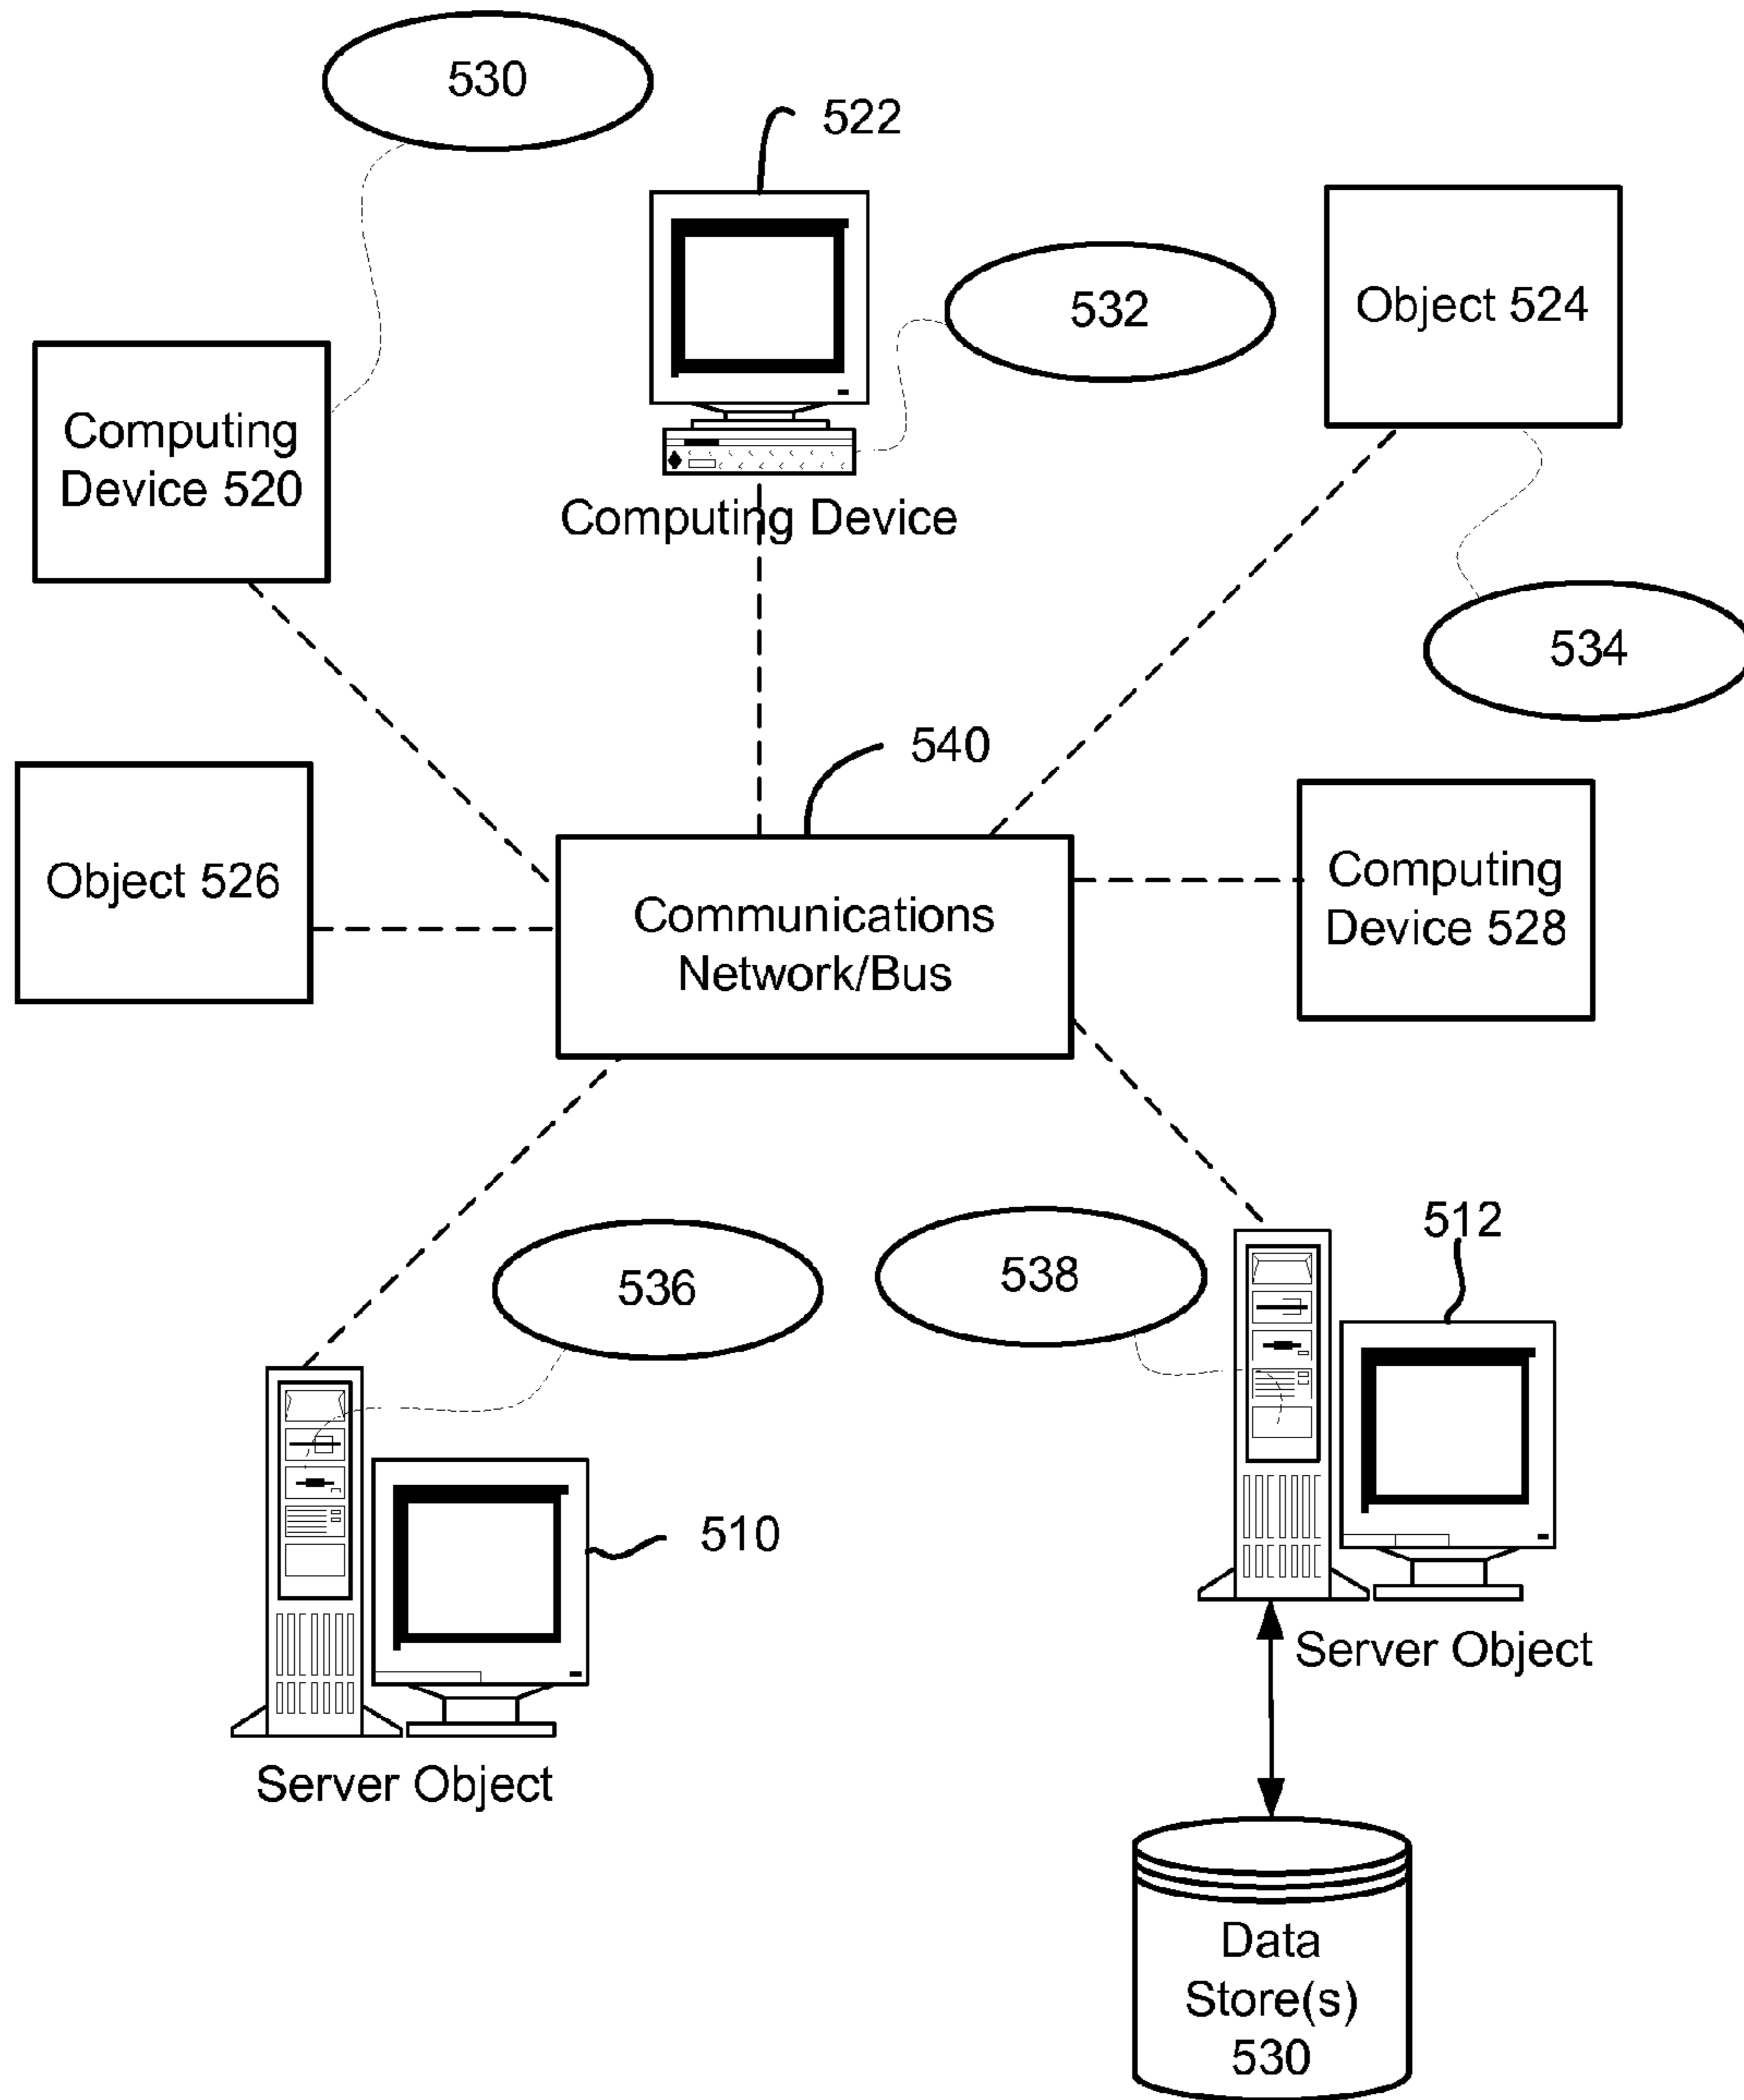 530
522
532
Object 524
Computing
Device 520
Computing Device
534
540
Object 526
Communications
Network/Bus
Computing
Device 528
536
538
512
510
Server Object
Server Object
Data
Store(s)
530